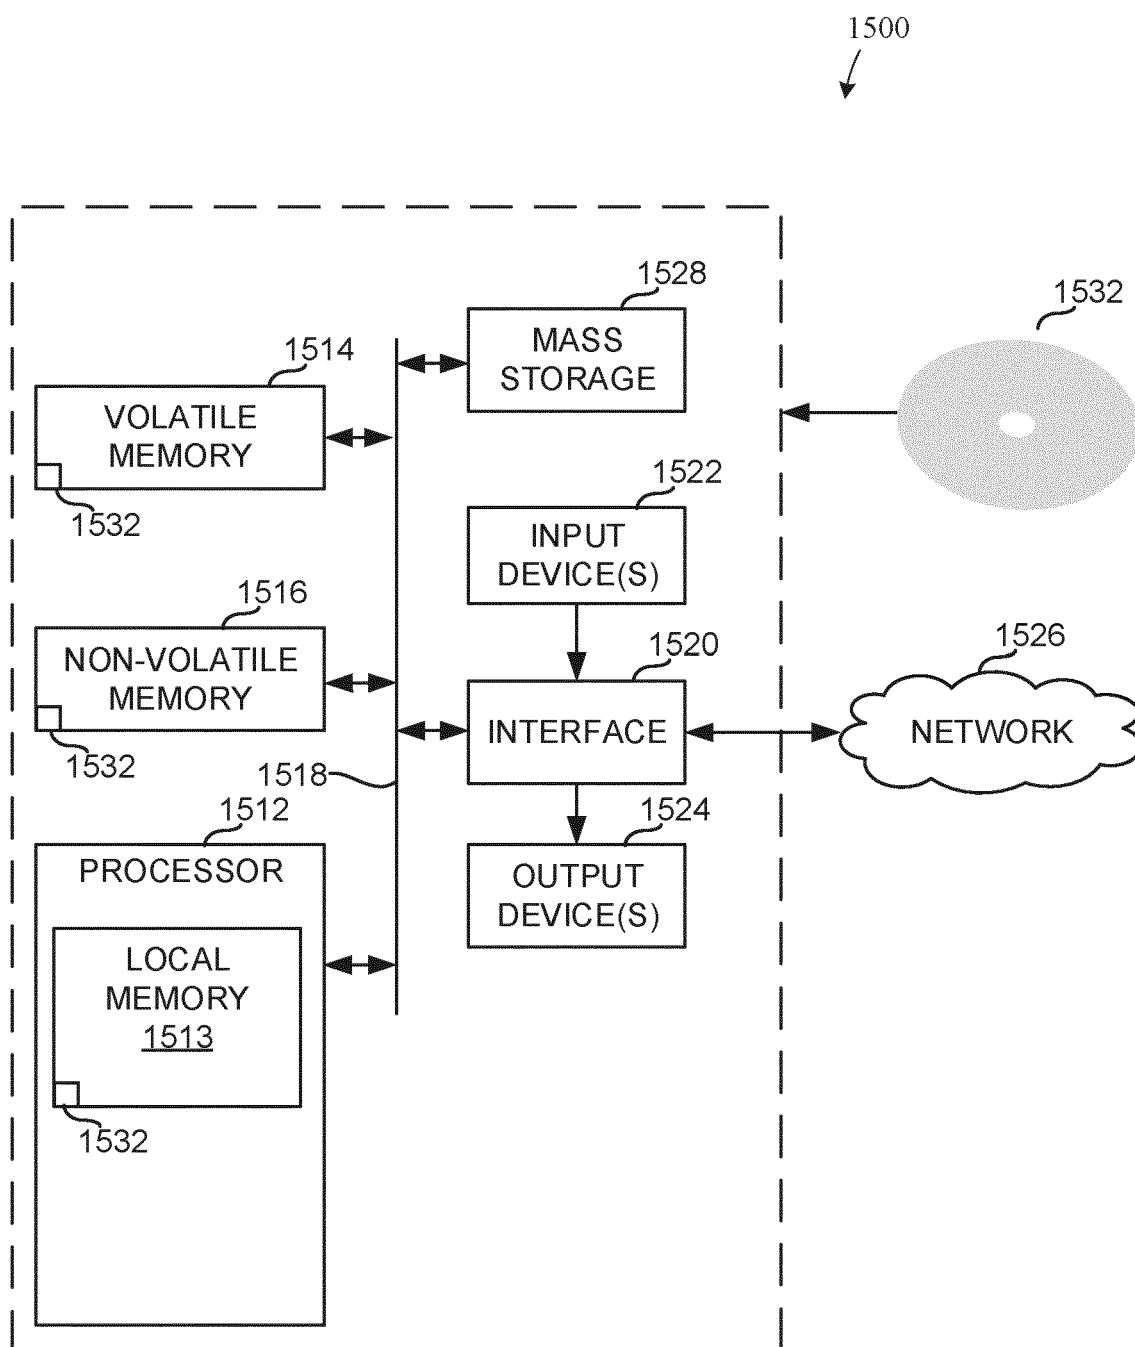 1500
1528
MASS
STORAGE
1532
1514
VOLATILE
MEMORY
1532
1522
INPUT
DEVICE(S)
1516
NON-VOLATILE
MEMORY
1532
1520
INTERFACE
1526
NETWORK
1518
1512
PROCESSOR
LOCAL
MEMORY
1513
1532
1524
OUTPUT
DEVICE(S)